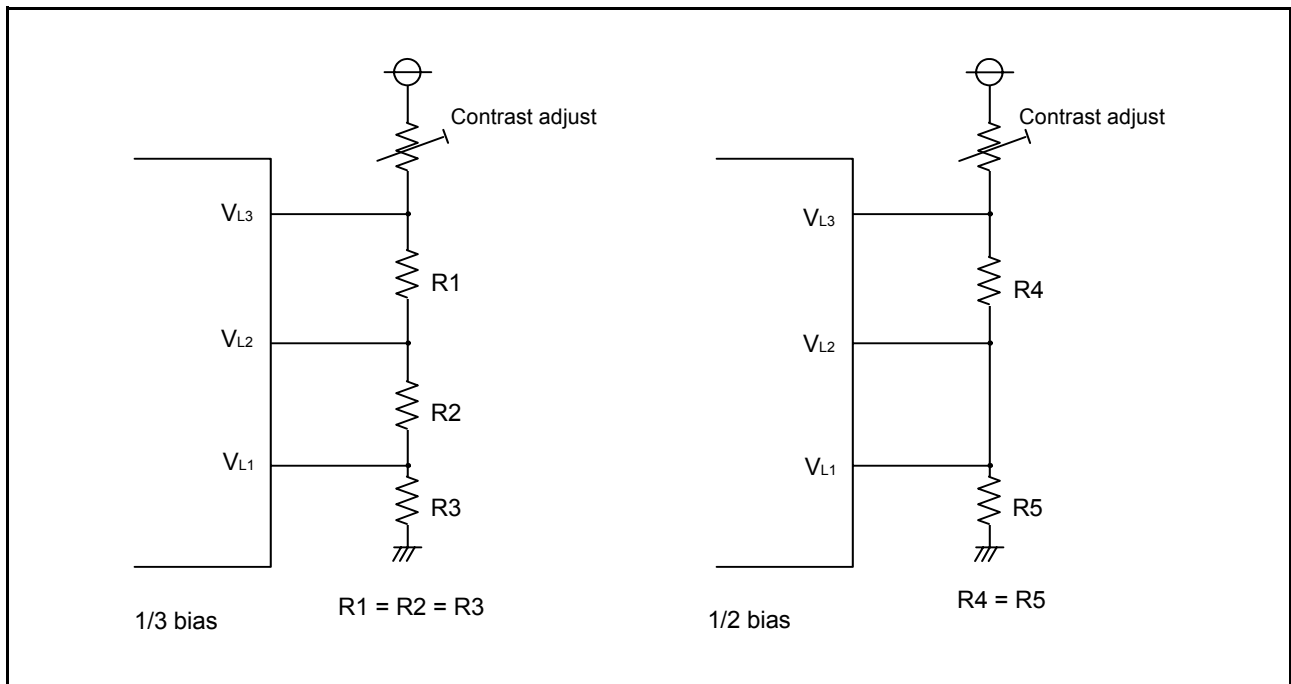 Contrast adjust
VL3
R1
VL2
R2
VL1
R3
R1 = R2 = R3
1/3 bias
Contrast adjust
VL3
R4
VL2
VL1
R5
R4 = R5
1/2 bias